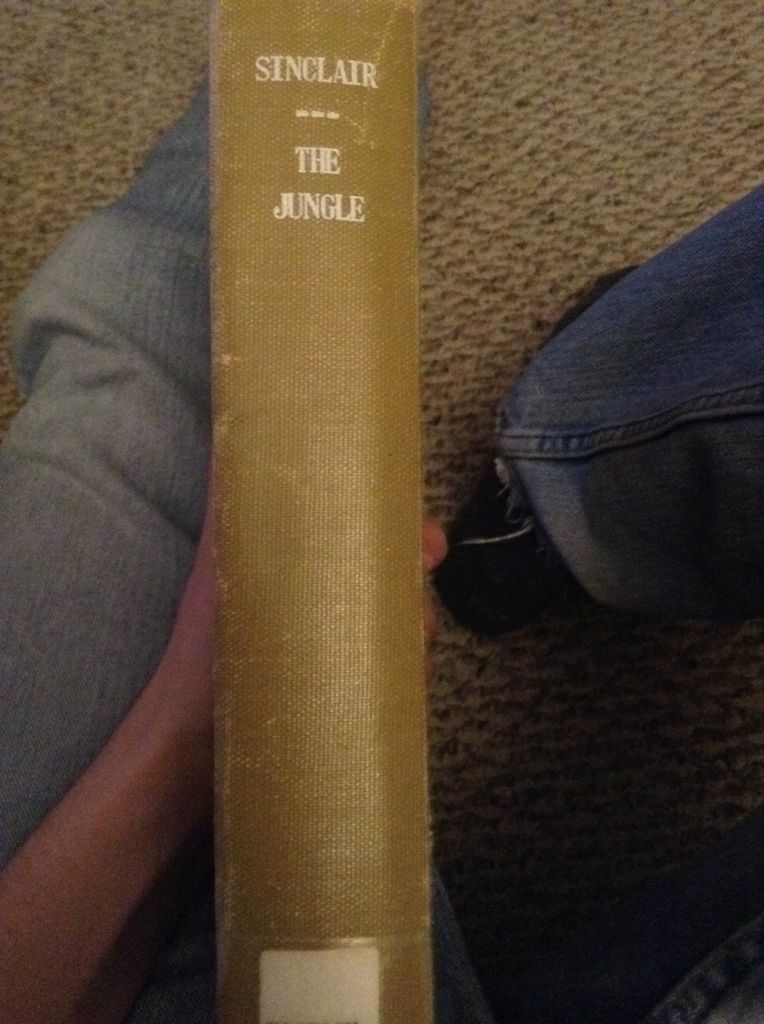 SINCLAIR
---
THE
JUNGLE